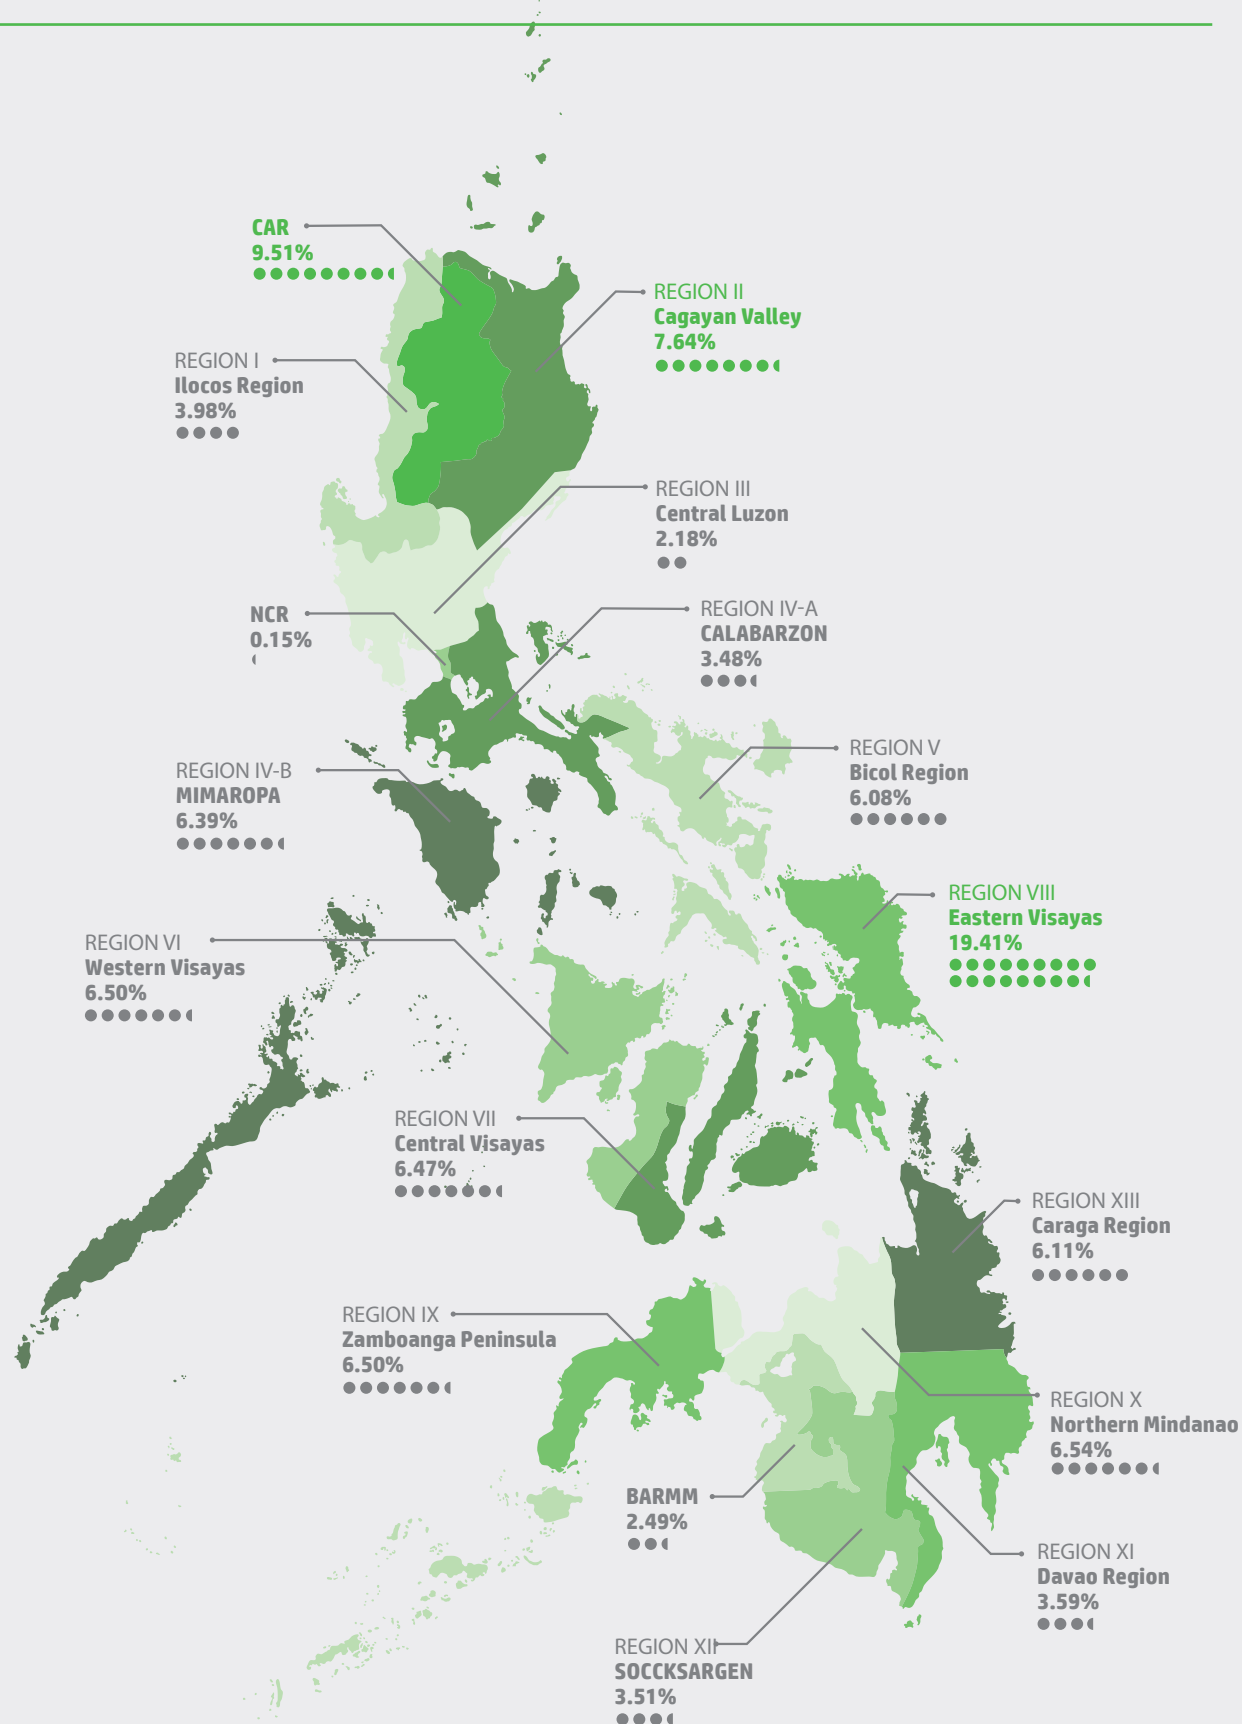 CAR
9.51%
REGION II
Cagayan Valley
7.64%
REGION I
Ilocos Region
3.98%
REGION III
Central Luzon
2.18%
NCR
0.15%
REGION IV-A
CALABARZON
3.48%
REGION V
Bicol Region
6.08%
REGION IV-B
MIMAROPA
6.39%
REGION VIII
Eastern Visayas
19.41%
REGION VI
Western Visayas
6.50%
REGION VII
Central Visayas
6.47%
REGION XIII
Caraga Region
6.11%
REGION IX
Zamboanga Peninsula
6.50%
REGION X
Northern Mindanao
6.54%
BARMM
2.49%
REGION XI
Davao Region
3.59%
REGION XII
SOCCKSARGEN
3.51%